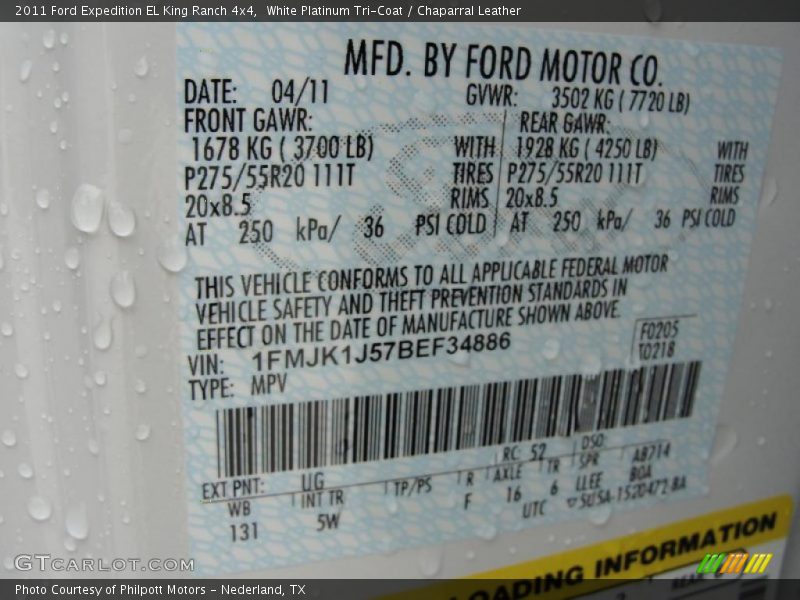 2011 Ford Expedition EL King Ranch 4x4, White Platinum Tri-Coat / Chaparral Leather
MFD. BY FORD MOTOR CO.
DATE: 04/11 GVWR: 3502 KG ( 7720 LB)
FRONT GAWR: REAR GAWR:
1678 KG ( 3700 LB) WITH 1928 KG ( 4250 LB) WITH
P275/55R20 111T TIRES P275/55R20 111T TIRES
20x8.5 RIMS 20x8.5 RIMS
AT 250 kPa/ 36 PSI COLD AT 250 kPa/ 36 PSI COLD
THIS VEHICLE CONFORMS TO ALL APPLICABLE FEDERAL MOTOR
VEHICLE SAFETY AND THEFT PREVENTION STANDARDS IN
EFFECT ON THE DATE OF MANUFACTURE SHOWN ABOVE.
VIN: 1FMJK1J57BEF34886 F0205
TYPE: MPV T0218
EXT PNT: UG RC: 52 DSO
WB INT TR TP/PS R AXLE TR SPR A8714
131 5W F 16 6 LLEE BOA
UTC 5U5A-1520472-BA
LOADING INFORMATION
GTCARLOT.COM
Photo Courtesy of Philpott Motors - Nederland, TX